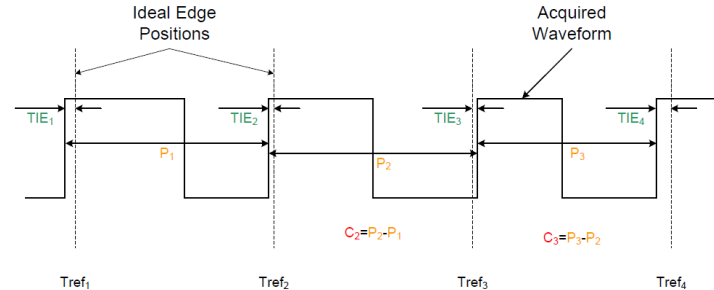 Ideal Edge
Positions
Acquired
Waveform
TIE₁
TIE₂
TIE₃
TIE₄
P₁
P₂
P₃
C₂=P₂-P₁
C₃=P₃-P₂
Tref₁
Tref₂
Tref₃
Tref₄